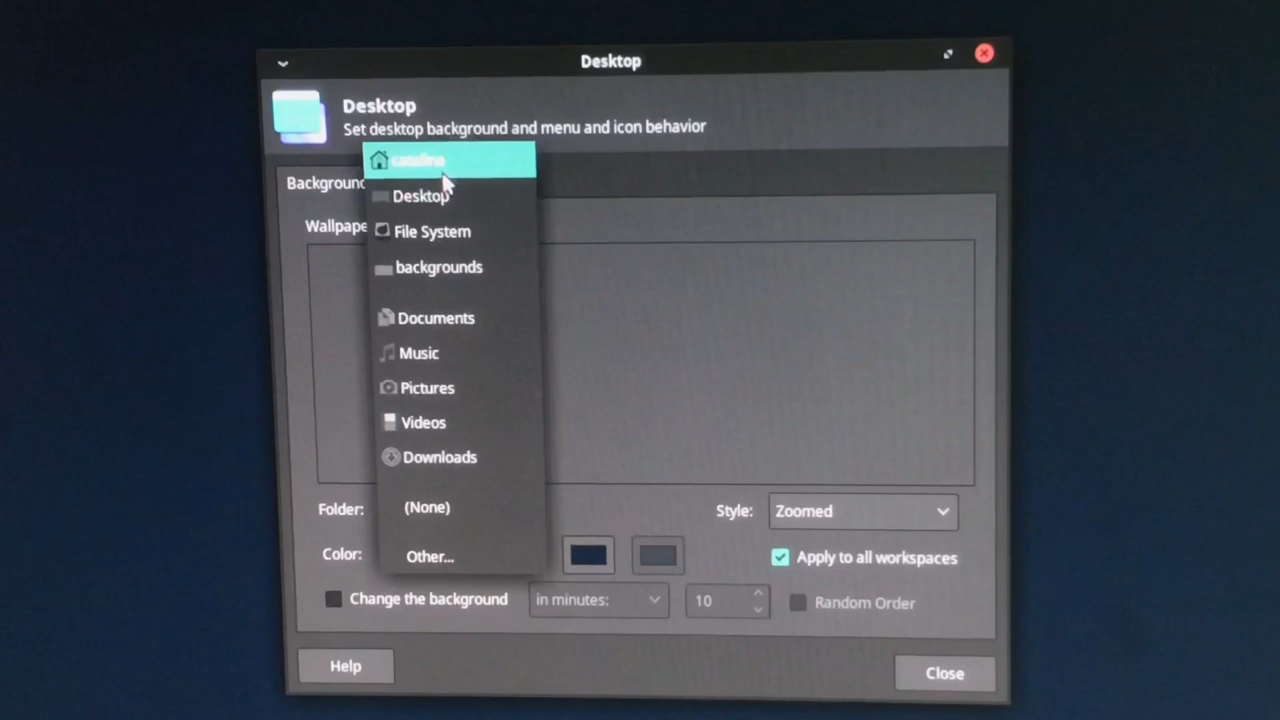 Desktop
Desktop
Set desktop background and menu and icon behavior
Background
Wallpape
Desktop
File System
backgrounds
Documents
Music
Pictures
Videos
Downloads
(None)
Other...
Folder:
Style: Zoomed
Color:
Apply to all workspaces
Change the background in minutes: 10 Random Order
Help Close